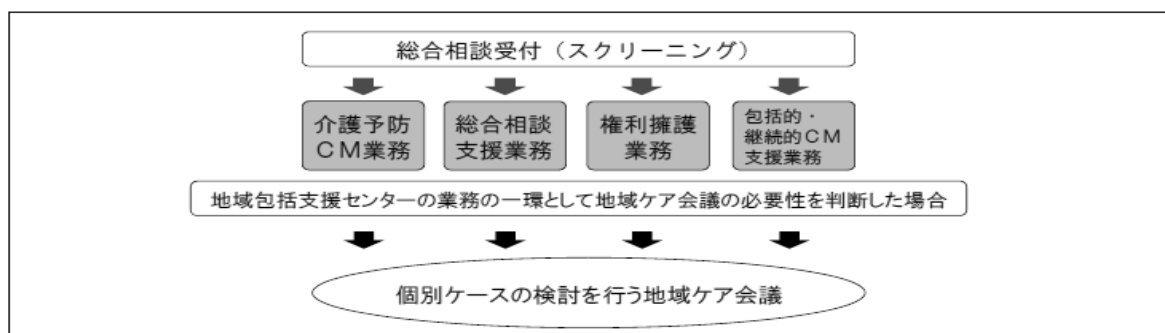 総合相談受付（スクリーニング）
介護予防
ＣＭ業務
総合相談
支援業務
権利擁護
業務
包括的・
継続的ＣＭ
支援業務
地域包括支援センターの業務の一環として地域ケア会議の必要性を判断した場合
個別ケースの検討を行う地域ケア会議